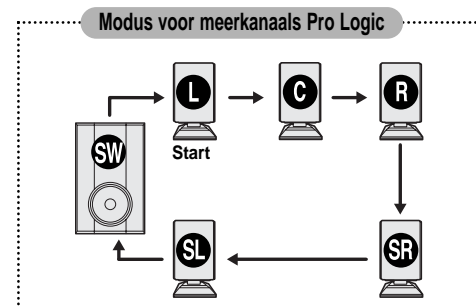 Modus voor meerkanaals Pro Logic
L C R
Start
SW
SL SR